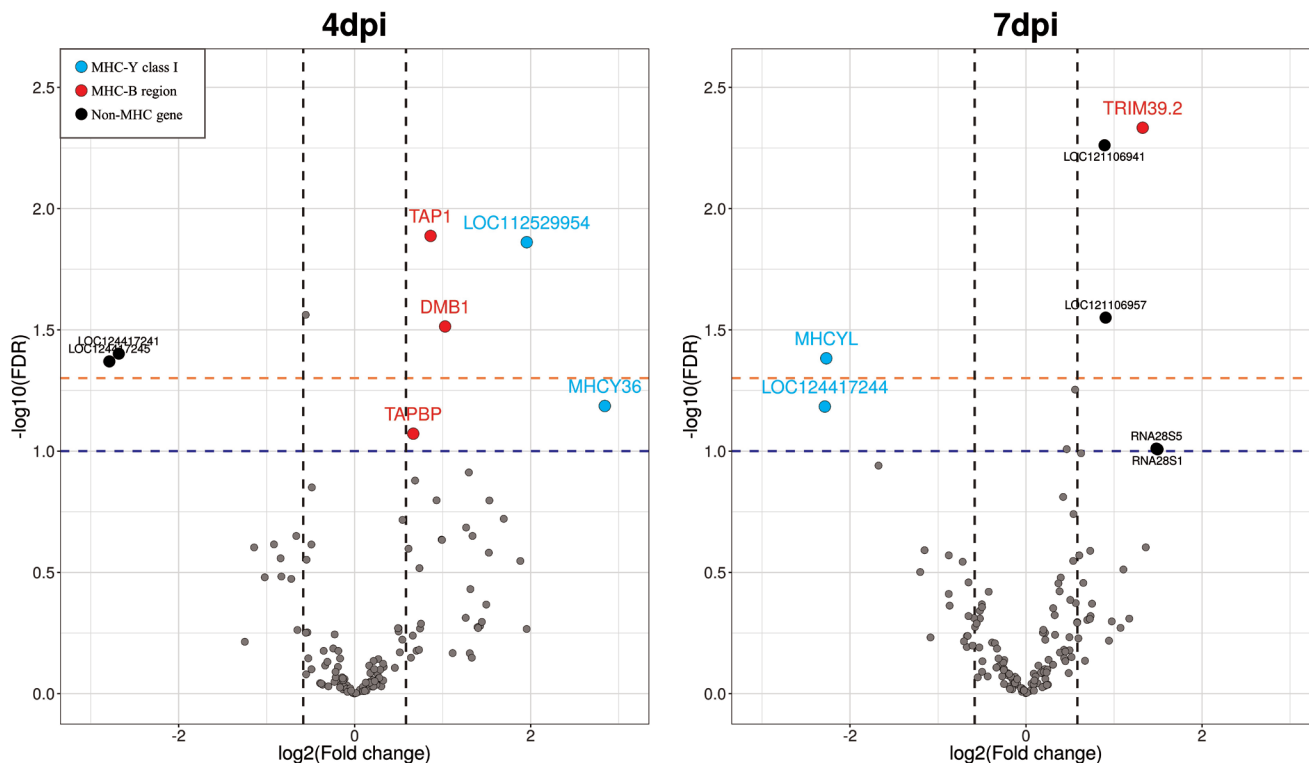 4dpi
MHC-Y class I
MHC-B region
Non-MHC gene
2.5
2.0
1.5
1.0
0.5
0.0
-log10(FDR)
TAP1
LOC112529954
DMB1
LOC124417241
LOC124417245
MHCY36
TAPBP
-2
0
2
log2(Fold change)
7dpi
2.5
2.0
1.5
1.0
0.5
0.0
-log10(FDR)
TRIM39.2
LOC121106941
LOC121106957
MHCYL
LOC124417244
RNA28S5
RNA28S1
-2
0
2
log2(Fold change)